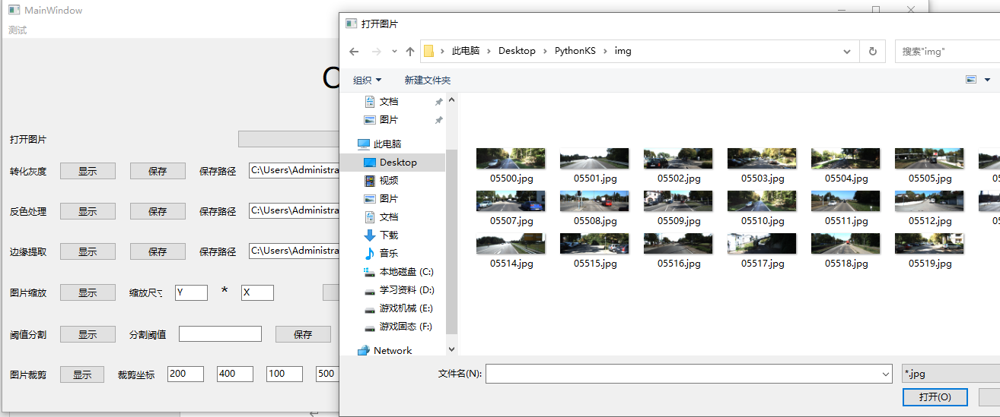 MainWindow
测试
打开图片
转化灰度 显示 保存 保存路径 C:\Users\Administra
反色处理 显示 保存 保存路径 C:\Users\Administra
边缘提取 显示 保存 保存路径 C:\Users\Administra
图片缩放 显示 缩放尺寸 Y * X
阈值分割 显示 分割阈值 保存
图片裁剪 显示 裁剪坐标 200 400 100 500
打开图片
此电脑 > Desktop > PythonKS > img
搜索"img"
组织 新建文件夹
文档
图片
此电脑
Desktop
视频
图片
文档
下载
音乐
本地磁盘 (C:)
学习资料 (D:)
游戏机械 (E:)
游戏固态 (F:)
Network
05500.jpg 05501.jpg 05502.jpg 05503.jpg 05504.jpg 05505.jpg
05507.jpg 05508.jpg 05509.jpg 05510.jpg 05511.jpg 05512.jpg
05514.jpg 05515.jpg 05516.jpg 05517.jpg 05518.jpg 05519.jpg
文件名(N): *.jpg
打开(O)